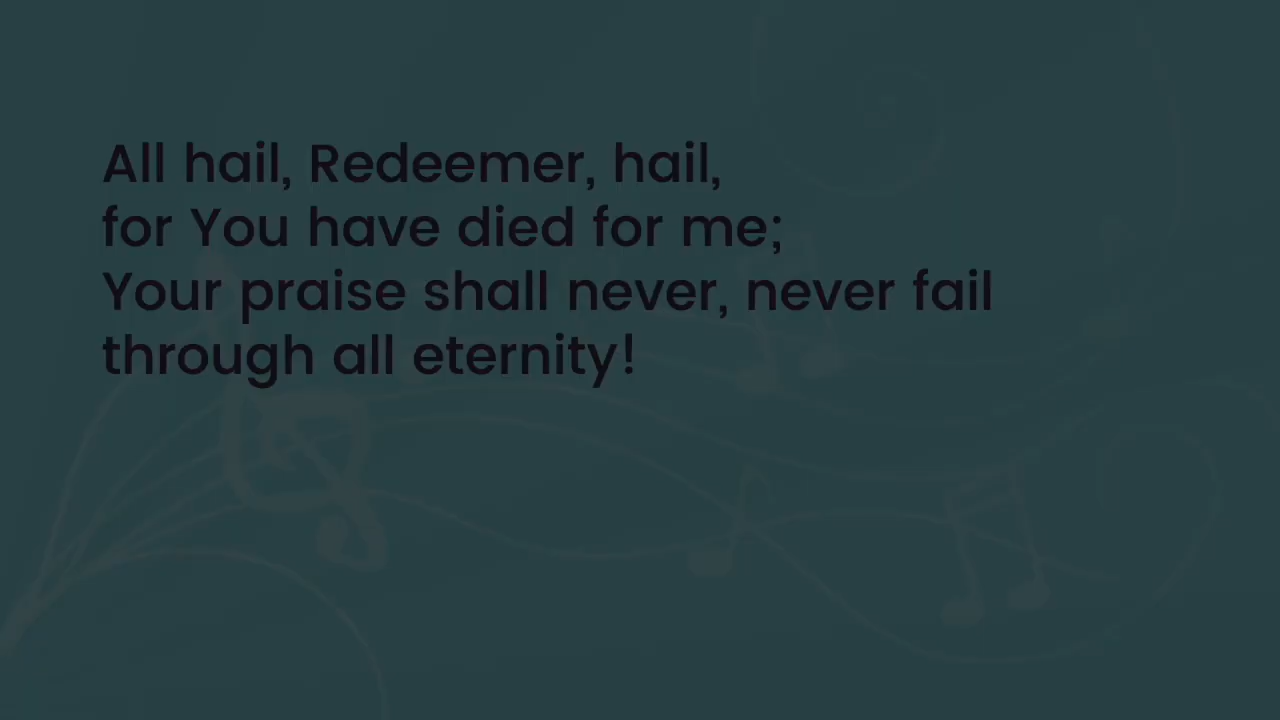 All hail, Redeemer, hail,
for You have died for me;
Your praise shall never, never fail
through all eternity!